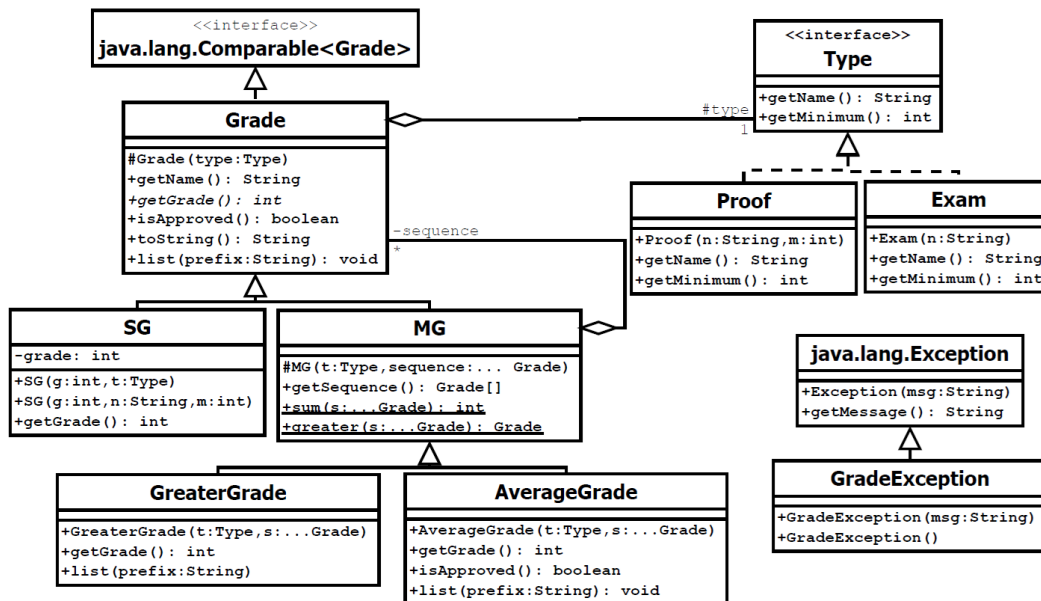 <<interface>>
java.lang.Comparable<Grade>
<<interface>>
Type
+getName(): String
+getMinimum(): int
Grade
#Grade(type:Type)
+getName(): String
+getGrade(): int
+isApproved(): boolean
+toString(): String
+list(prefix:String): void
#type
1
-sequence
*
Proof
+Proof(n:String,m:int)
+getName(): String
+getMinimum(): int
Exam
+Exam(n:String)
+getName(): String
+getMinimum(): int
SG
-grade: int
+SG(g:int,t:Type)
+SG(g:int,n:String,m:int)
+getGrade(): int
MG
#MG(t:Type,sequence:... Grade)
+getSequence(): Grade[]
+sum(s:...Grade): int
+greater(s:...Grade): Grade
java.lang.Exception
+Exception(msg:String)
+getMessage(): String
GreaterGrade
+GreaterGrade(t:Type,s:...Grade)
+getGrade(): int
+list(prefix:String)
AverageGrade
+AverageGrade(t:Type,s:...Grade)
+getGrade(): int
+isApproved(): boolean
+list(prefix:String): void
GradeException
+GradeException(msg:String)
+GradeException()